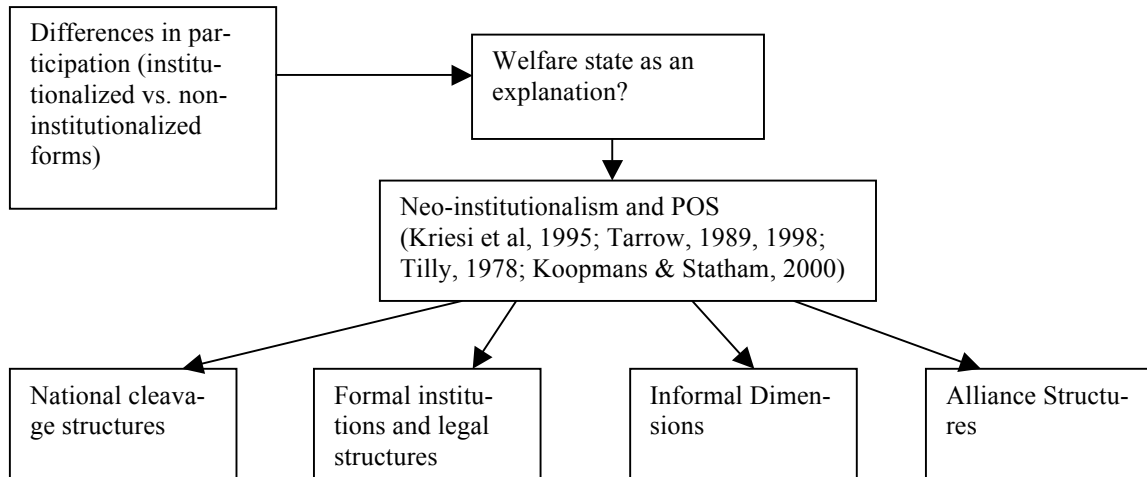 Differences in par-
ticipation (institu-
tionalized vs. non-
institutionalized
forms)
Welfare state as an
explanation?
Neo-institutionalism and POS
(Kriesi et al, 1995; Tarrow, 1989, 1998;
Tilly, 1978; Koopmans & Statham, 2000)
National cleava-
ge structures
Formal institu-
tions and legal
structures
Informal Dimen-
sions
Alliance Structu-
res